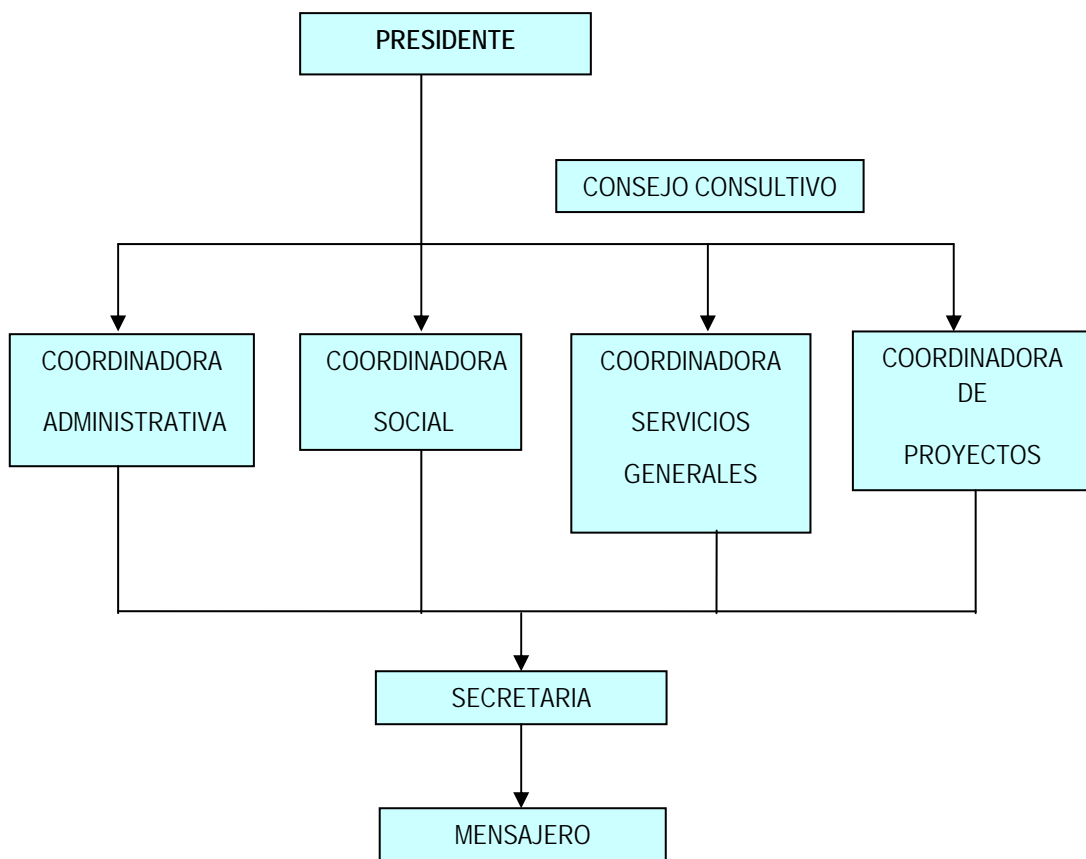 PRESIDENTE
CONSEJO CONSULTIVO
COORDINADORA
ADMINISTRATIVA
COORDINADORA
SOCIAL
COORDINADORA
SERVICIOS
GENERALES
COORDINADORA
DE
PROYECTOS
SECRETARIA
MENSAJERO